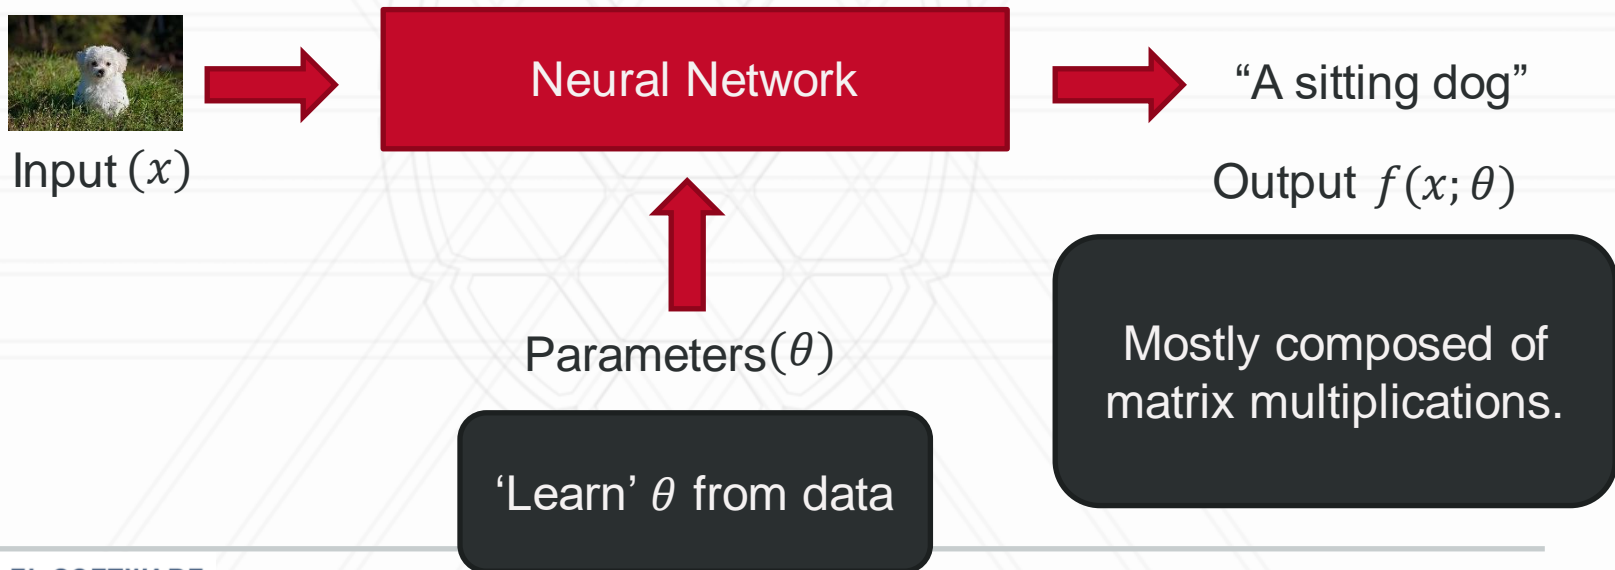 Neural Network
“A sitting dog”
Input (x)
Output f(x; θ)
Parameters(θ)
Mostly composed of
matrix multiplications.
‘Learn’ θ from data